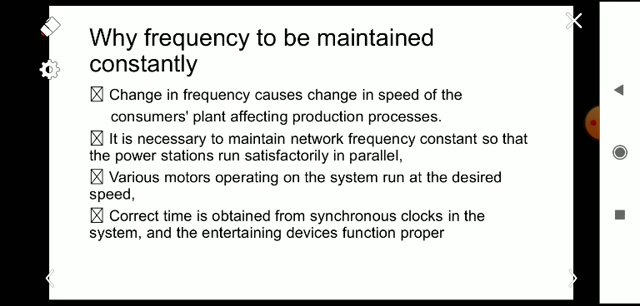 Why frequency to be maintained
constantly
Change in frequency causes change in speed of the
consumers' plant affecting production processes.
It is necessary to maintain network frequency constant so that
the power stations run satisfactorily in parallel,
Various motors operating on the system run at the desired
speed,
Correct time is obtained from synchronous clocks in the
system, and the entertaining devices function proper